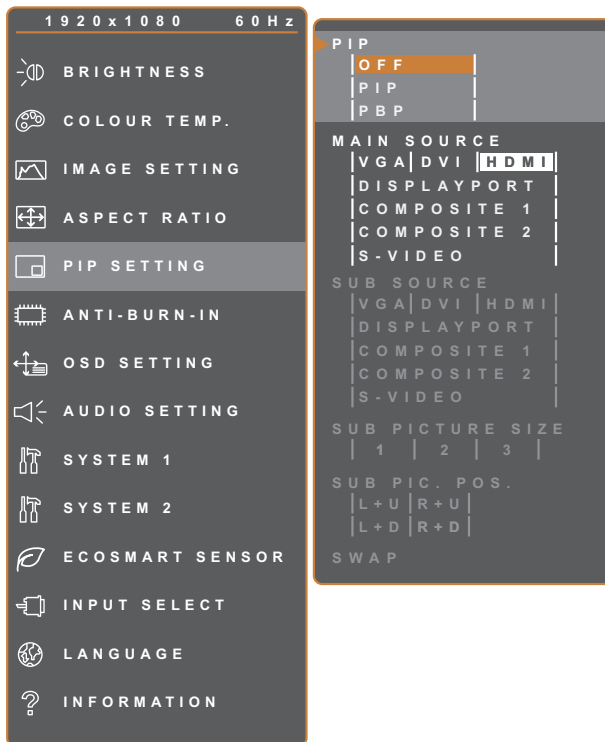 1920x1080 60Hz
BRIGHTNESS
COLOUR TEMP.
IMAGE SETTING
ASPECT RATIO
PIP SETTING
ANTI-BURN-IN
OSD SETTING
AUDIO SETTING
SYSTEM 1
SYSTEM 2
ECOSMART SENSOR
INPUT SELECT
LANGUAGE
INFORMATION
PIP
OFF
PIP
PBP
MAIN SOURCE
VGA DVI HDMI
DISPLAYPORT
COMPOSITE 1
COMPOSITE 2
S-VIDEO
SUB SOURCE
VGA DVI HDMI
DISPLAYPORT
COMPOSITE 1
COMPOSITE 2
S-VIDEO
SUB PICTURE SIZE
1 2 3
SUB PIC. POS.
L+U R+U
L+D R+D
SWAP